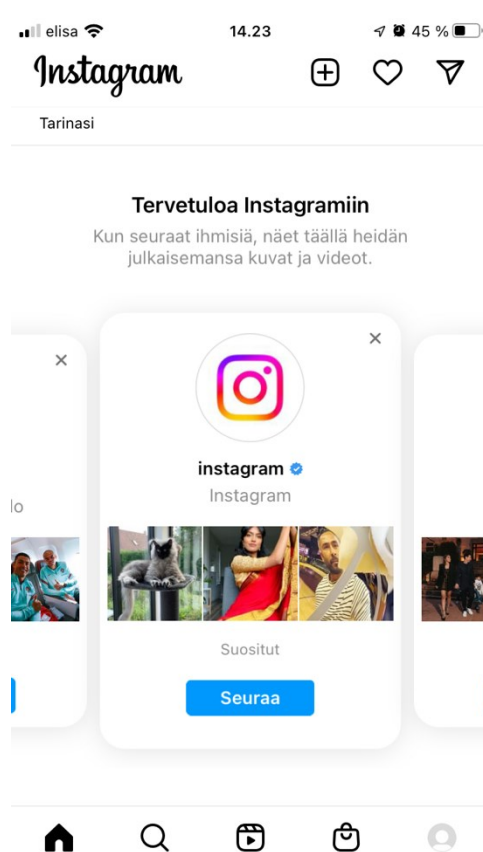 elisa 14.23 45 %
Instagram
Tarinasi
Tervetuloa Instagramiin
Kun seuraat ihmisiä, näet täällä heidän
julkaisemansa kuvat ja videot.
instagram
Instagram
lo
Suositut
Seuraa